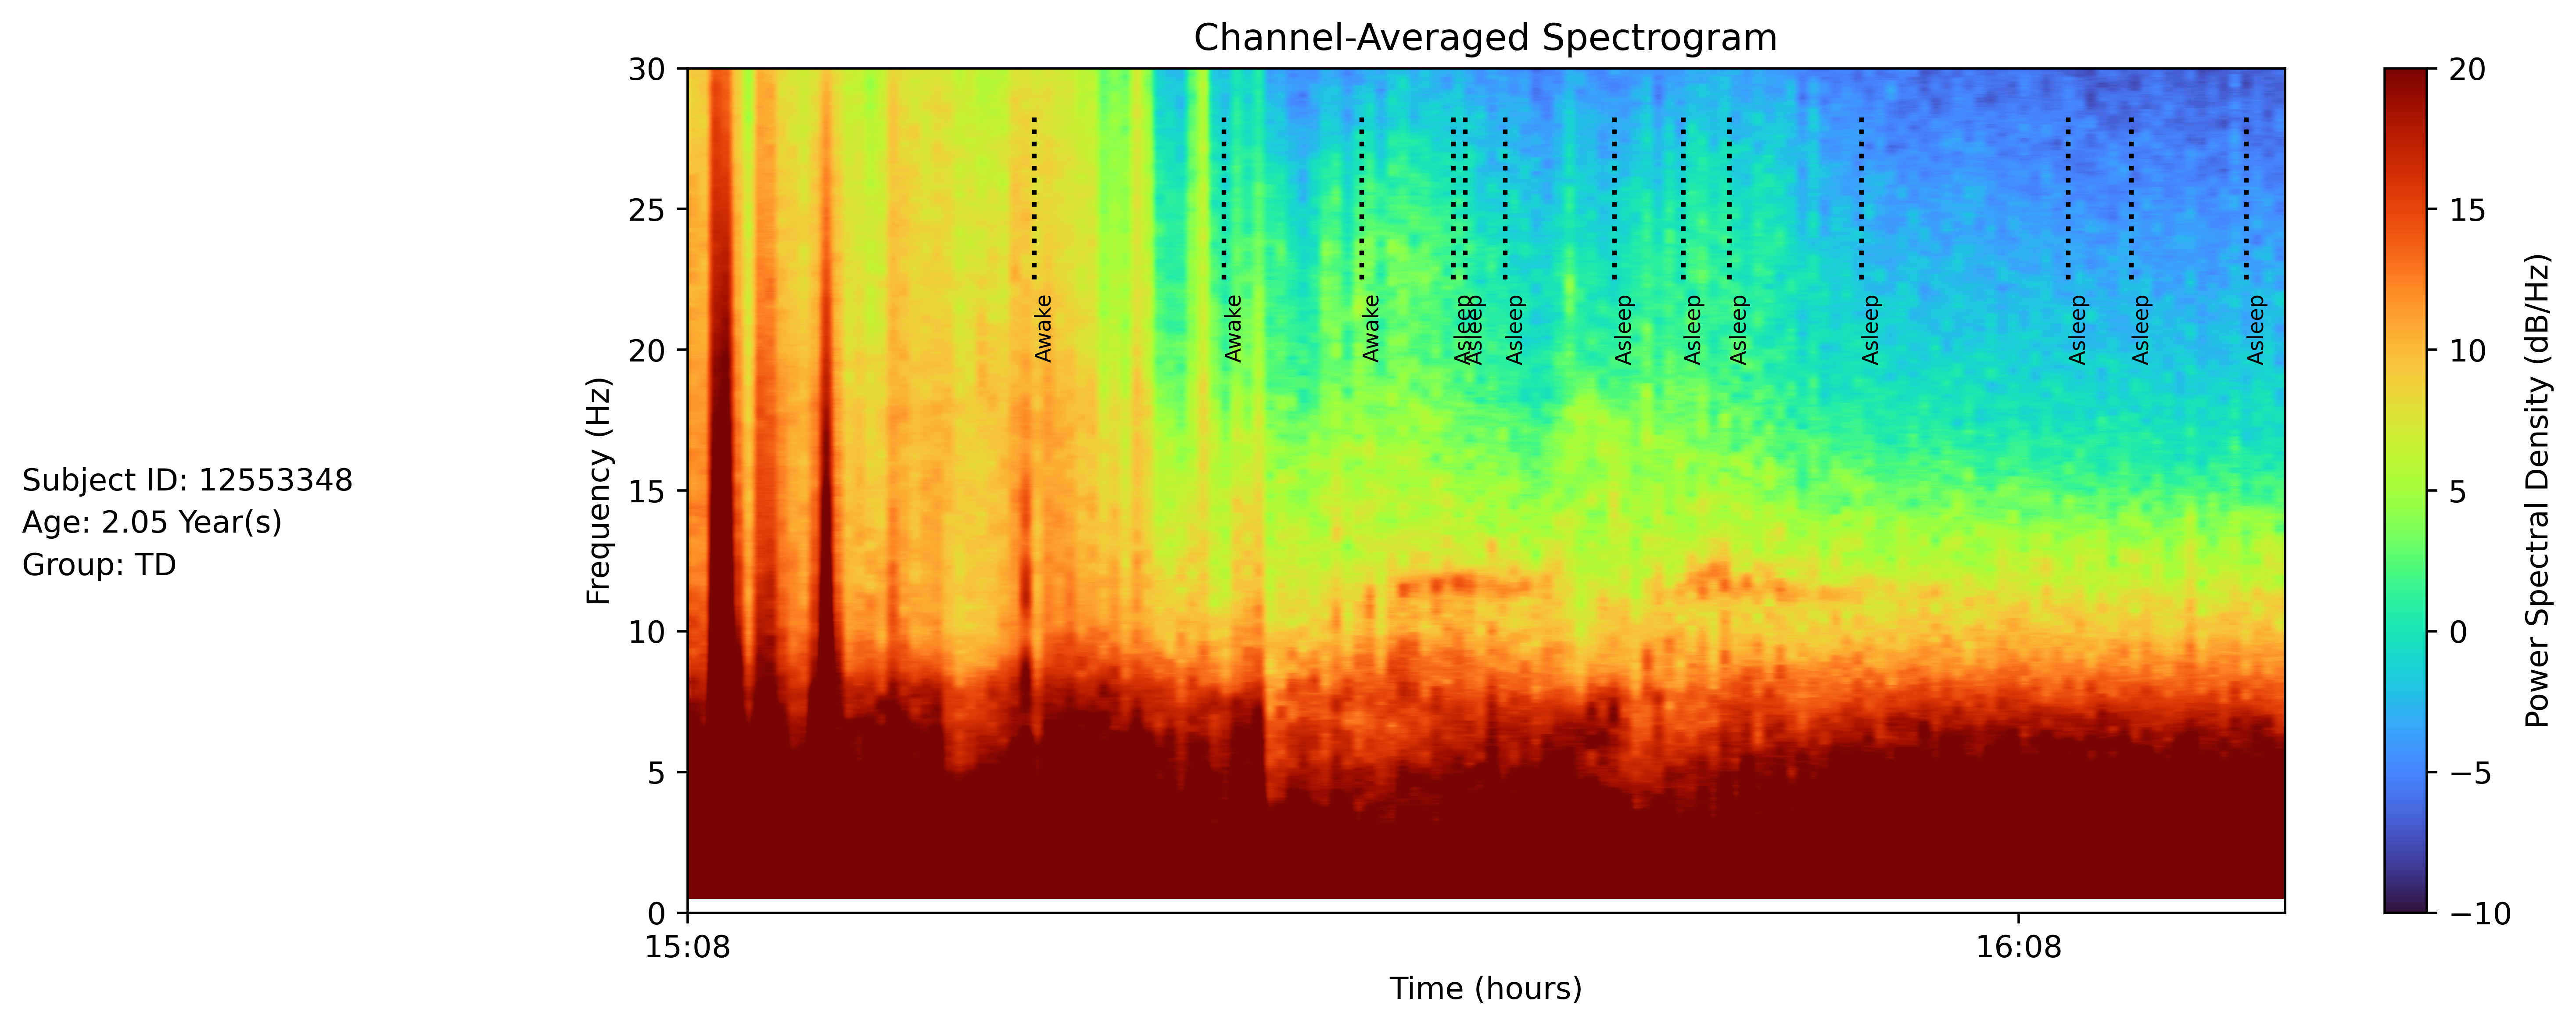 Channel-Averaged Spectrogram
Subject ID: 12553348
Age: 2.05 Year(s)
Group: TD
Frequency (Hz)
30
25
20
15
10
5
0
Awake
Awake
Awake
Asleep
Asleep
Asleep
Asleep
Asleep
Asleep
Asleep
Asleep
Asleep
Asleep
15:08
16:08
Time (hours)
20
15
10
5
0
−5
−10
Power Spectral Density (dB/Hz)